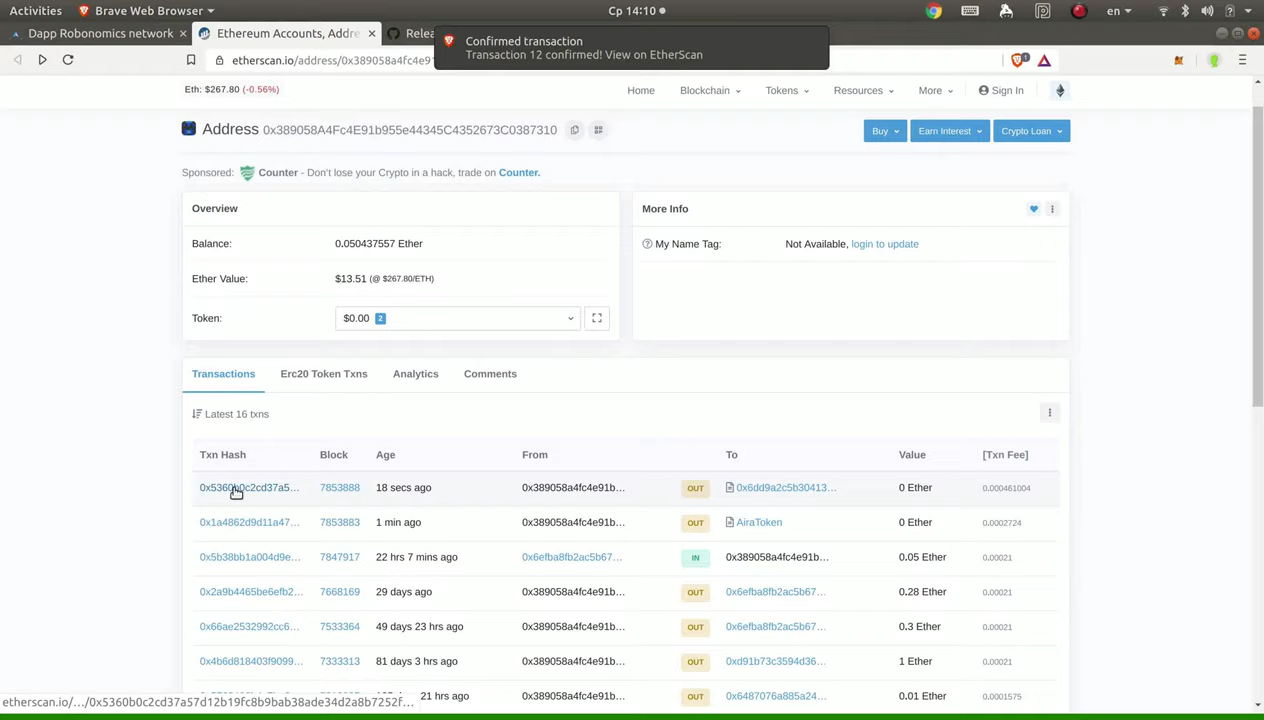 Activities Brave Web Browser Ср 14:10 en
Dapp Robonomics network × Ethereum Accounts, Addre × Relea
Confirmed transaction
Transaction 12 confirmed! View on EtherScan
etherscan.io/address/0x389058a4fc4e91 1
Eth: $267.80 (-0.56%) Home Blockchain Tokens Resources More Sign In
Address 0x389058A4Fc4E91b955e44345C4352673C0387310 Buy Earn Interest Crypto Loan
Sponsored: Counter - Don't lose your Crypto in a hack, trade on Counter.
Overview More Info
Balance: 0.050437557 Ether My Name Tag: Not Available, login to update
Ether Value: $13.51 (@ $267.80/ETH)
Token: $0.00 2
Transactions Erc20 Token Txns Analytics Comments
Latest 16 txns
Txn Hash Block Age From To Value [Txn Fee]
0x5360b0c2cd37a5... 7853888 18 secs ago 0x389058a4fc4e91b... OUT 0x6dd9a2c5b30413... 0 Ether 0.000461004
0x1a4862d9d11a47... 7853883 1 min ago 0x389058a4fc4e91b... OUT AiraToken 0 Ether 0.0002724
0x5b38bb1a004d9e... 7847917 22 hrs 7 mins ago 0x6efba8fb2ac5b67... IN 0x389058a4fc4e91b... 0.05 Ether 0.00021
0x2a9b4465be6efb2... 7668169 29 days ago 0x389058a4fc4e91b... OUT 0x6efba8fb2ac5b67... 0.28 Ether 0.00021
0x66ae2532992cc6... 7533364 49 days 23 hrs ago 0x389058a4fc4e91b... OUT 0x6efba8fb2ac5b67... 0.3 Ether 0.00021
0x4b6d818403f9099... 7333313 81 days 3 hrs ago 0x389058a4fc4e91b... OUT 0xd91b73c3594d36... 1 Ether 0.00021
21 hrs ago 0x389058a4fc4e91b... OUT 0x6487076a885a24... 0.01 Ether 0.0001575
etherscan.io/.../0x5360b0c2cd37a57d12b19fc8b9bab38ade34d2a8b7252f...